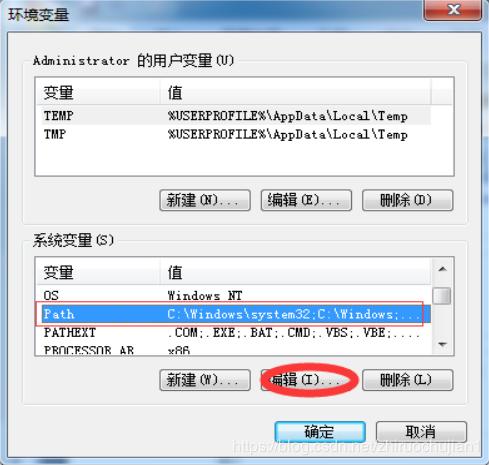 环境变量
Administrator 的用户变量(U)
变量 值
TEMP %USERPROFILE%\AppData\Local\Temp
TMP %USERPROFILE%\AppData\Local\Temp
新建(N)... 编辑(E)... 删除(D)
系统变量(S)
变量 值
OS Windows_NT
Path C:\Windows\system32;C:\Windows;...
PATHEXT .COM;.EXE;.BAT;.CMD;.VBS;.VBE;....
PROCESSOR_AR x86
新建(W)... 编辑(I)... 删除(L)
确定 取消
https://blog.csdn.net/zhiruochujian1